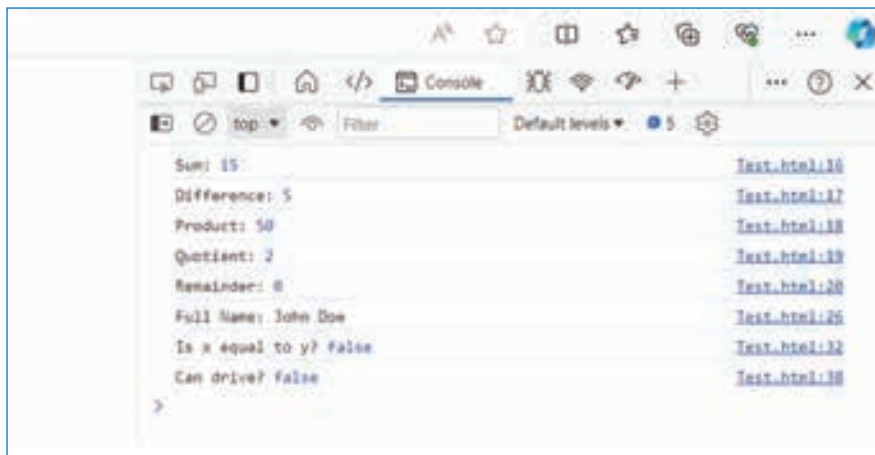 A
Console
top
Filter
Default levels
5
Sum: 15 Test.html:16
Difference: 5 Test.html:17
Product: 50 Test.html:18
Quotient: 2 Test.html:19
Remainder: 0 Test.html:20
Full Name: John Doe Test.html:26
Is x equal to y? false Test.html:32
Can drive? false Test.html:38